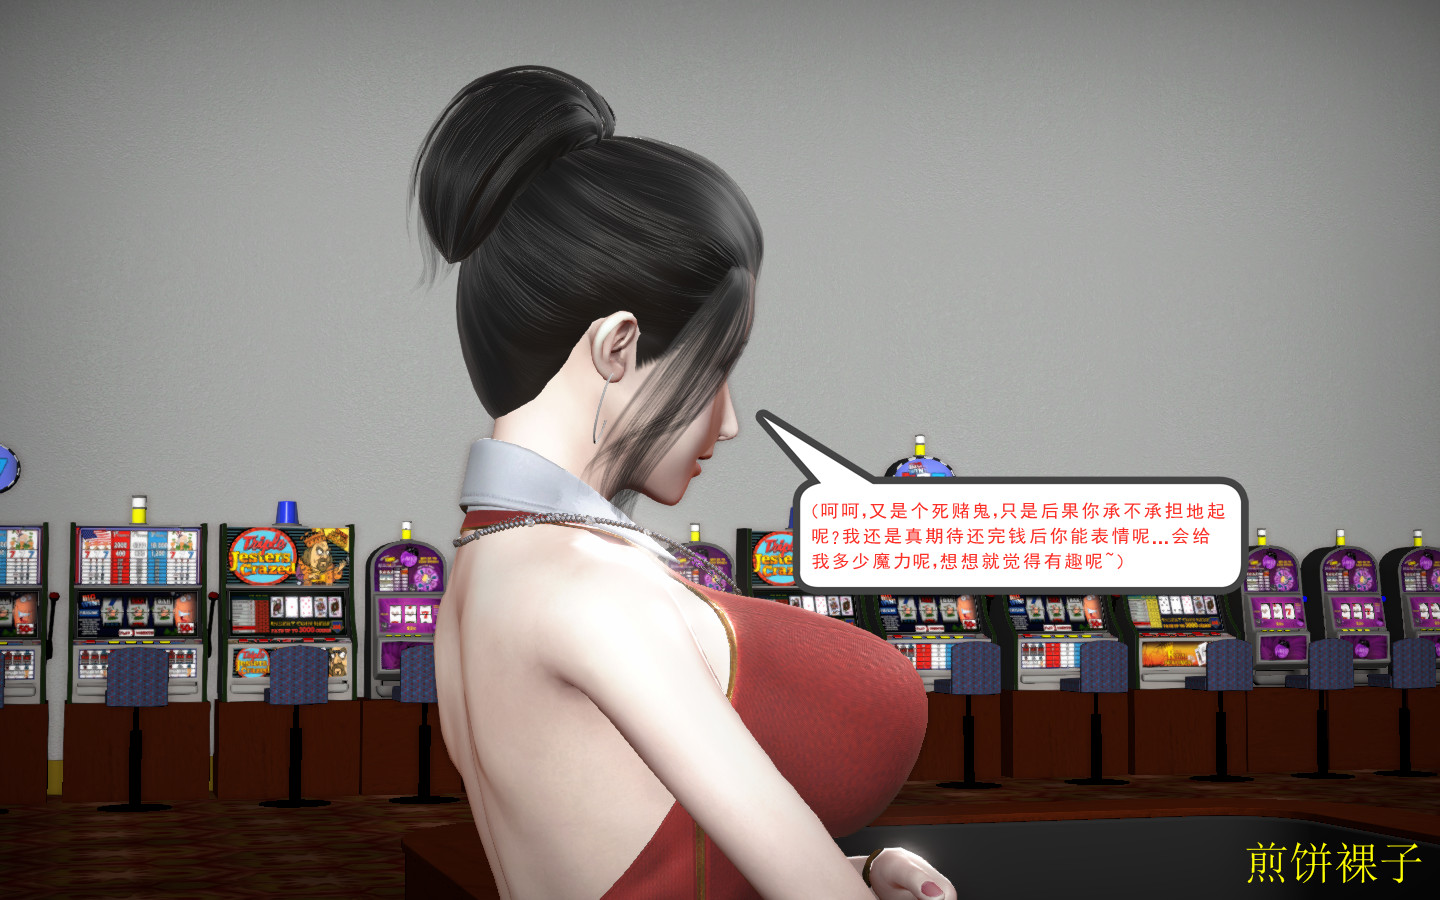 (呵呵,又是个死赌鬼,只是后果你承不承担地起
呢?我还是真期待还完钱后你能表情呢...会给
我多少魔力呢,想想就觉得有趣呢~)
Triple
Jesters
Crazed
煎饼裸子